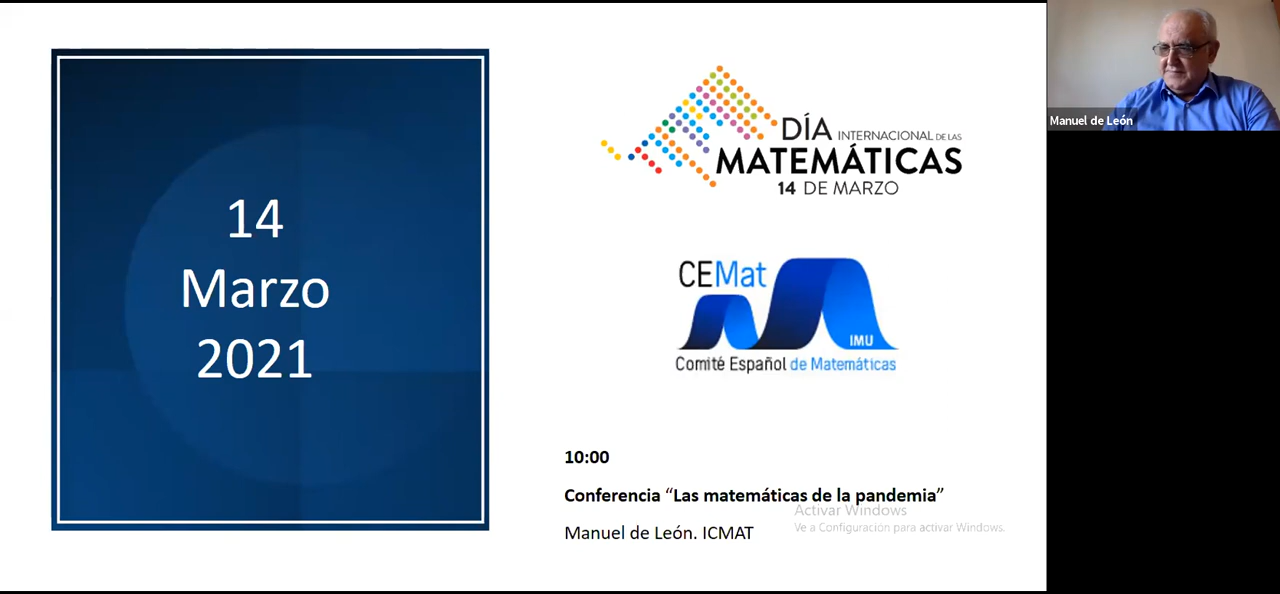 14
Marzo
2021
DÍA INTERNACIONAL DE LAS
MATEMÁTICAS
14 DE MARZO
CEMat
IMU
Comité Español de Matemáticas
10:00
Conferencia “Las matemáticas de la pandemia”
Manuel de León. ICMAT
Activar Windows
Ve a Configuración para activar Windows.
Manuel de León